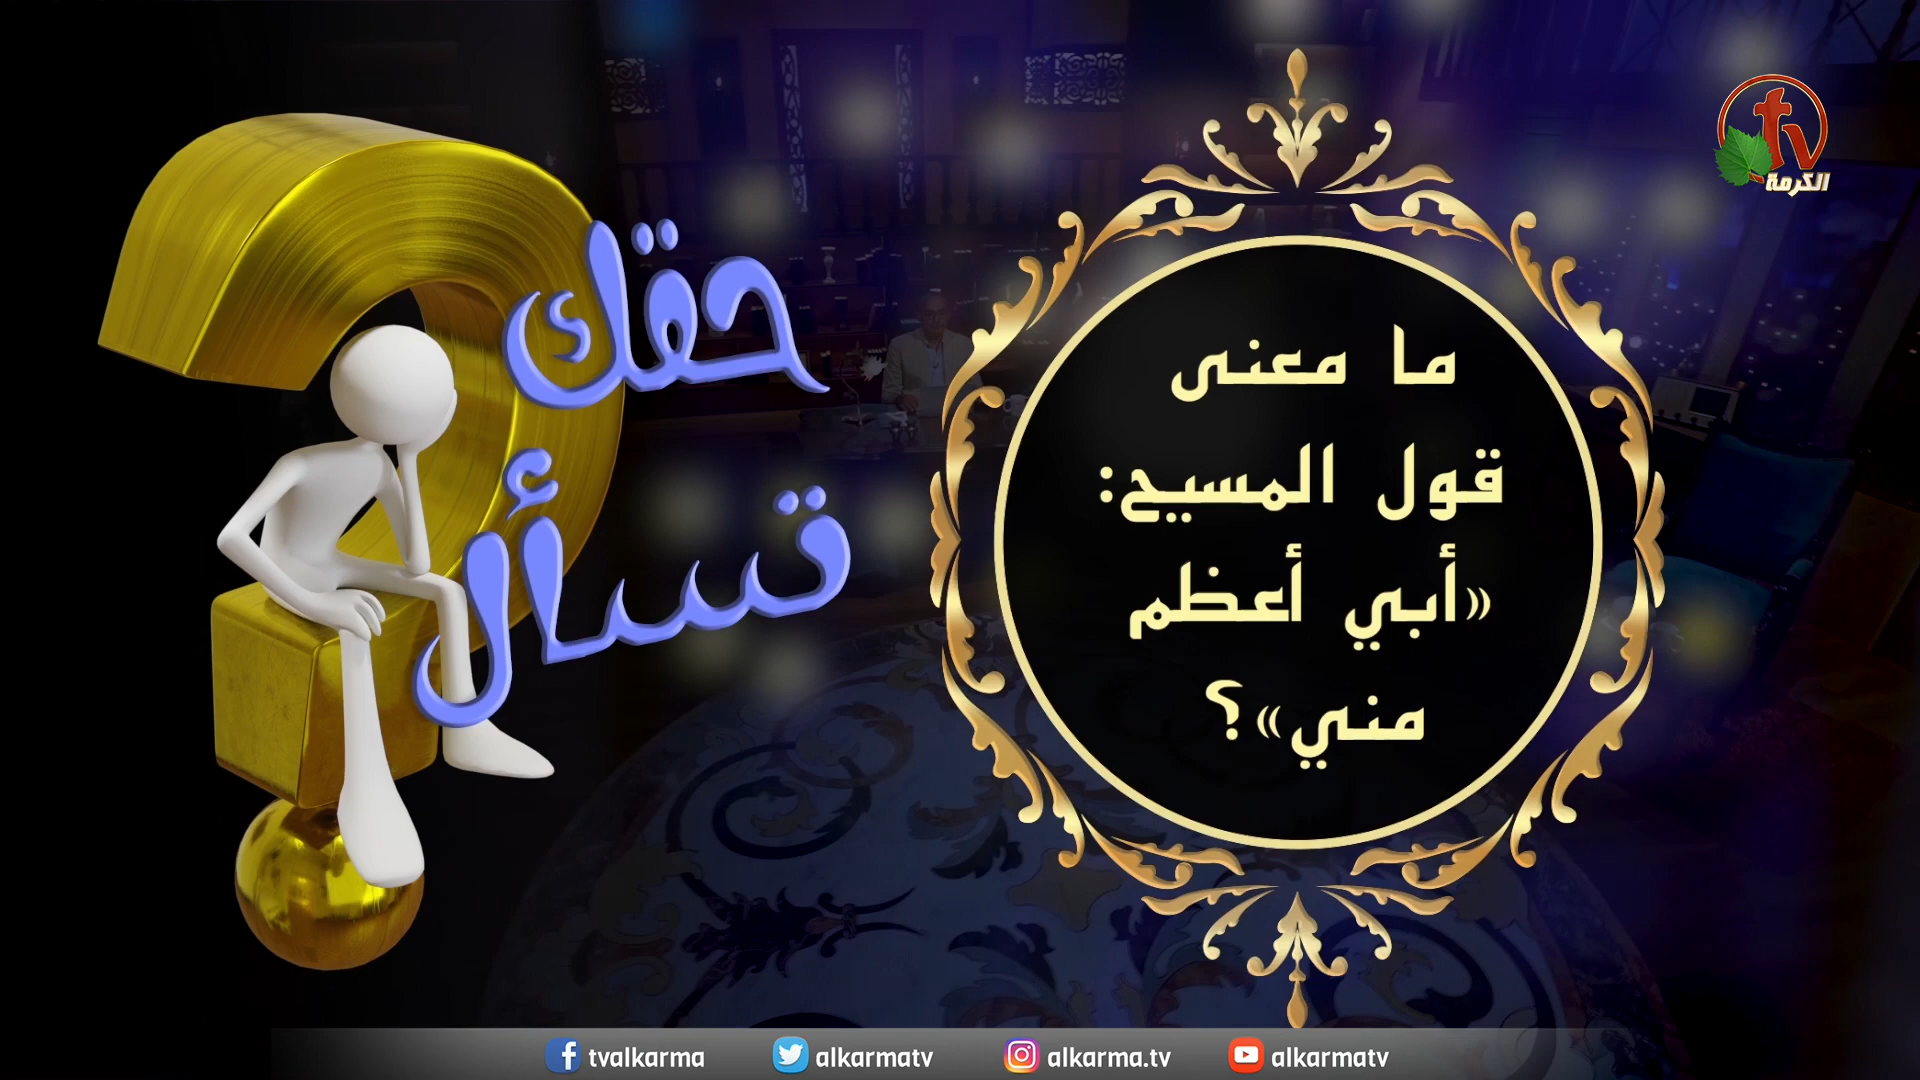 حقك
تسأل
ما معنى
قول المسيح:
«أبي أعظم
مني»؟
tv
الكرمة
tvalkarma
alkarmatv
alkarma.tv
alkarmatv